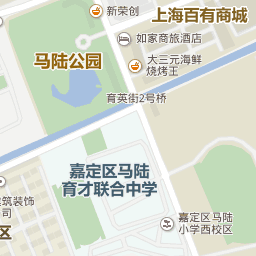 新荣创
上海百有商城
如家商旅酒店
马陆公园
大三元海鲜
烧烤王
育英街2号桥
嘉定区马陆
育才联合中学
筑装饰
司
区
嘉定区马陆
小学西校区